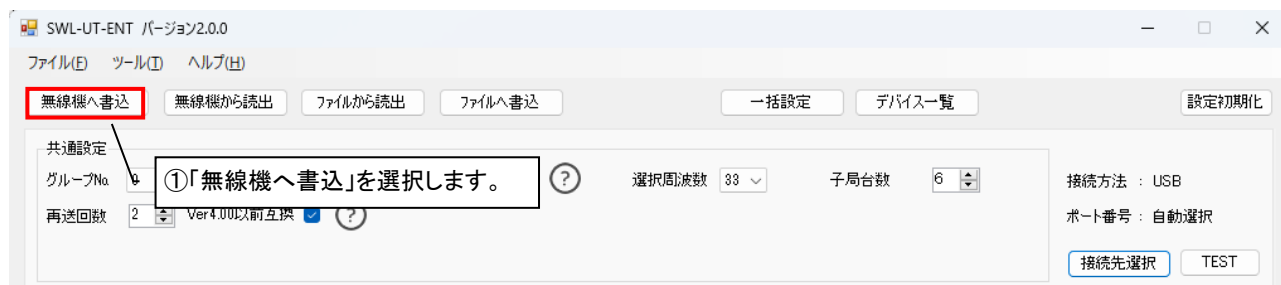 SWL-UT-ENT バージョン2.0.0
ファイル(F) ツール(T) ヘルプ(H)
無線機へ書込 無線機から読出 ファイルから読出 ファイルへ書込 一括設定 デバイス一覧 設定初期化
共通設定
グループNo. ①「無線機へ書込」を選択します。 ? 選択周波数 33 子局台数 6 接続方法 : USB
再送回数 2 Ver4.00以前互換 ? ポート番号 : 自動選択
接続先選択 TEST